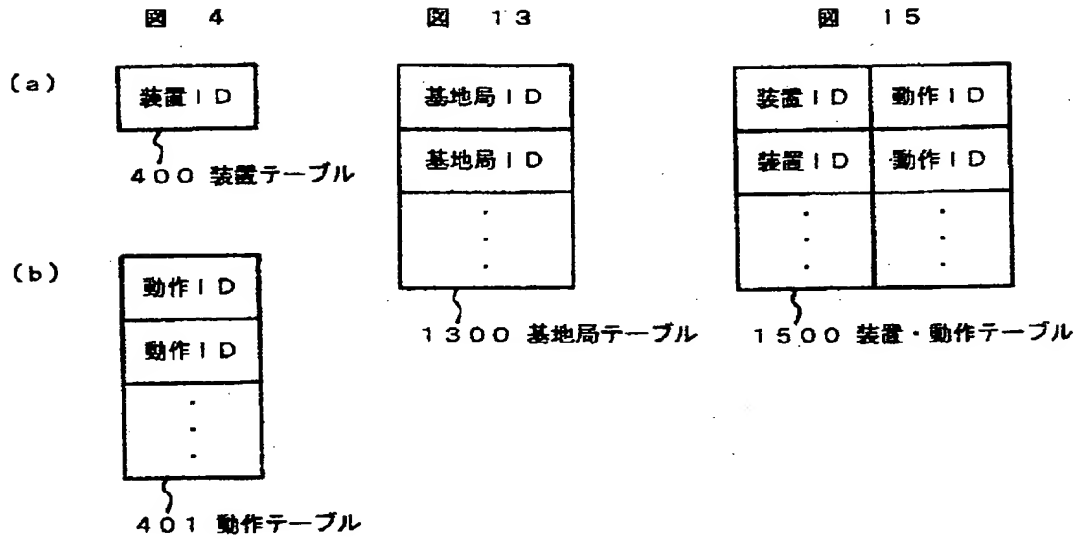 図 4
(a)
装置ID
400 装置テーブル
(b)
動作ID
動作ID
・
・
・
401 動作テーブル
図 13
基地局ID
基地局ID
・
・
・
1300 基地局テーブル
図 15
装置ID 動作ID
装置ID 動作ID
・ ・
・ ・
・ ・
1500 装置・動作テーブル